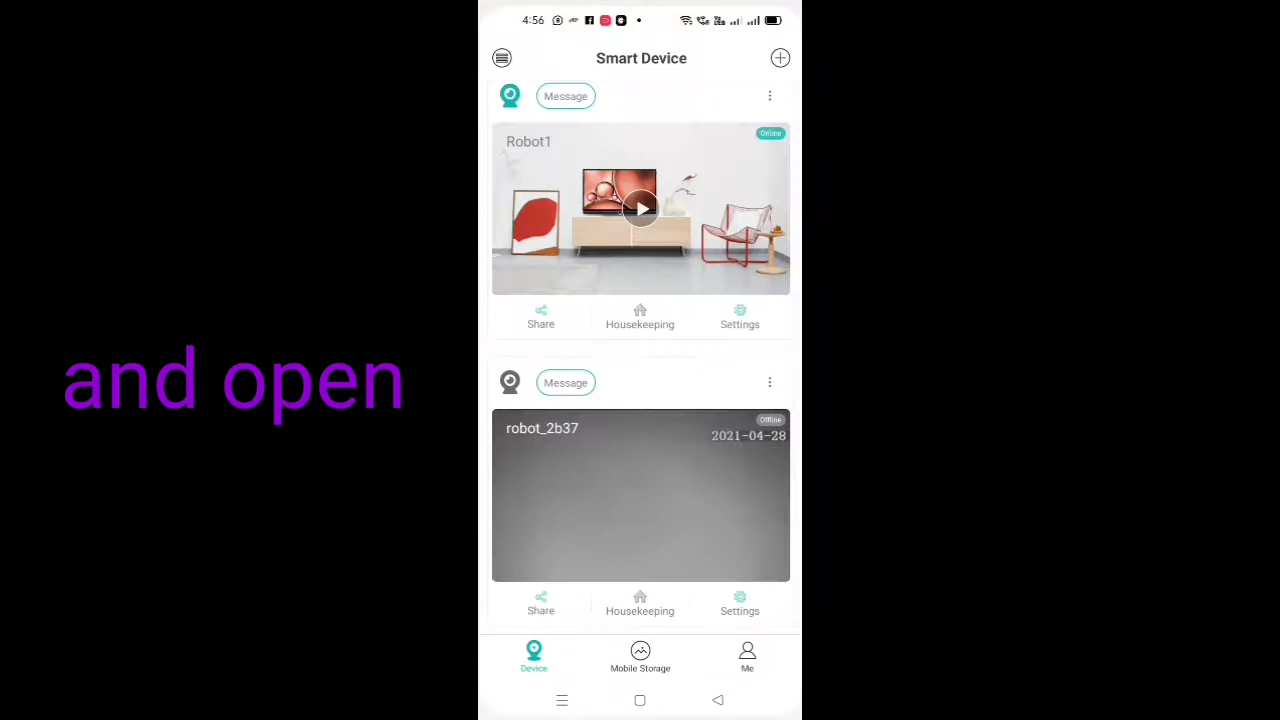 4:56
Smart Device
Message
Robot1
Online
Share
Housekeeping
Settings
and open
Message
robot_2b37
Offline
2021-04-28
Share
Housekeeping
Settings
Device
Mobile Storage
Me